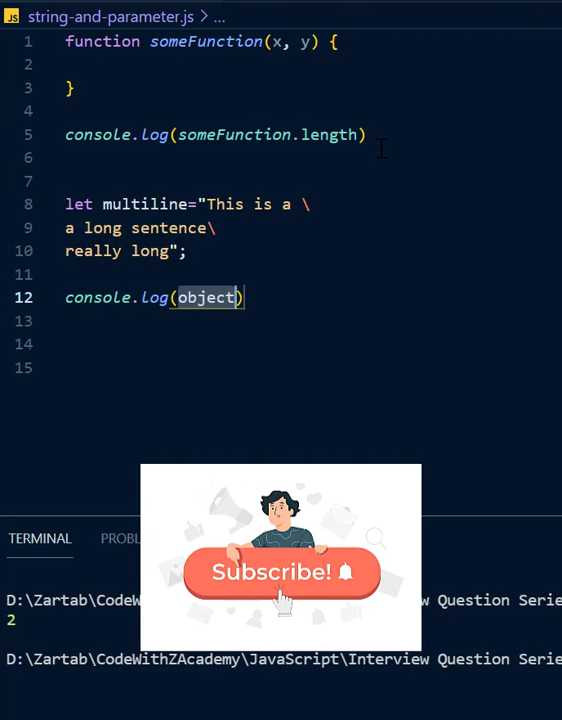 JS string-and-parameter.js > ...
1 function someFunction(x, y) {
2
3 }
4
5 console.log(someFunction.length)
6
7
8 let multiline="This is a \
9 a long sentence\
10 really long";
11
12 console.log(object)
13
14
15
TERMINAL
Subscribe!
D:\Zartab\ Question Serie
2
D:\Zartab\CodeWithZAcademy\JavaScript\Interview Question Serie